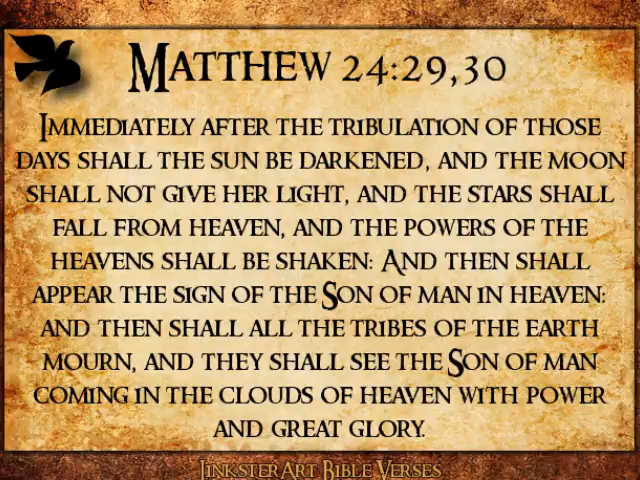 Matthew 24:29,30
Immediately after the tribulation of those
days shall the sun be darkened, and the moon
shall not give her light, and the stars shall
fall from heaven, and the powers of the
heavens shall be shaken: And then shall
appear the sign of the Son of man in heaven:
and then shall all the tribes of the earth
mourn, and they shall see the Son of man
coming in the clouds of heaven with power
and great glory.
JinksterArt Bible Verses